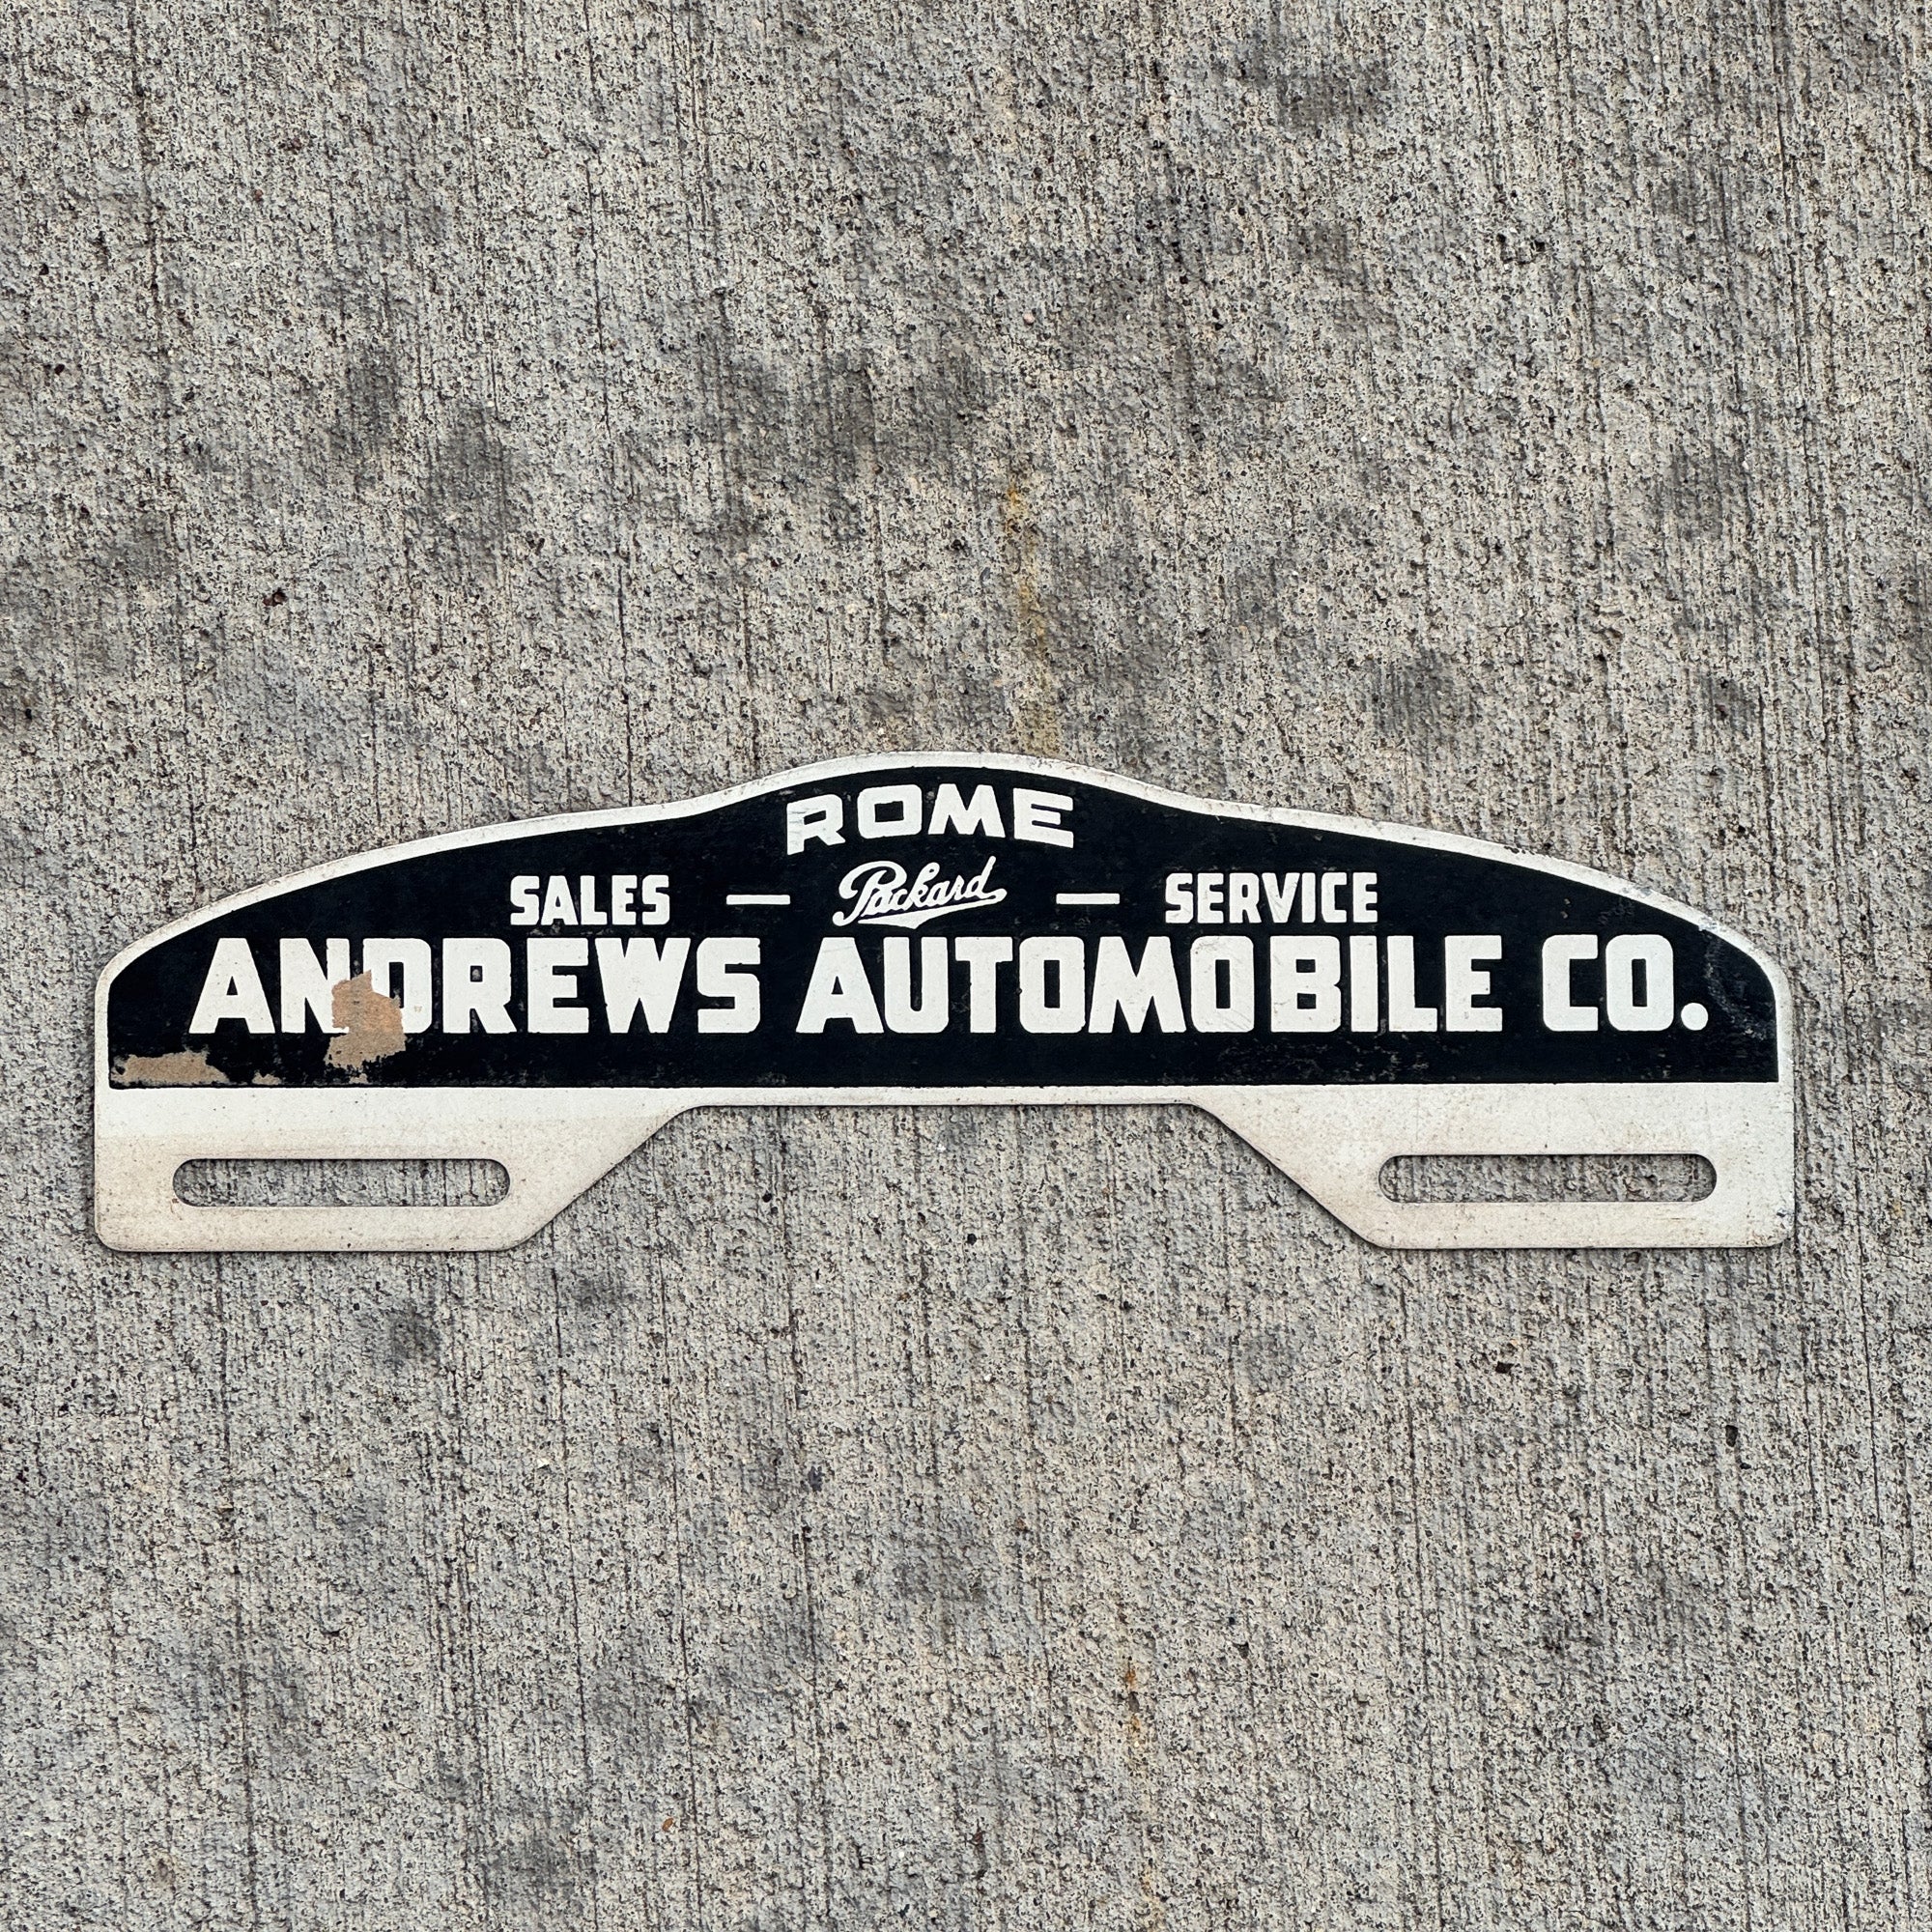 ROME
SALES — Packard — SERVICE
ANDREWS AUTOMOBILE CO.